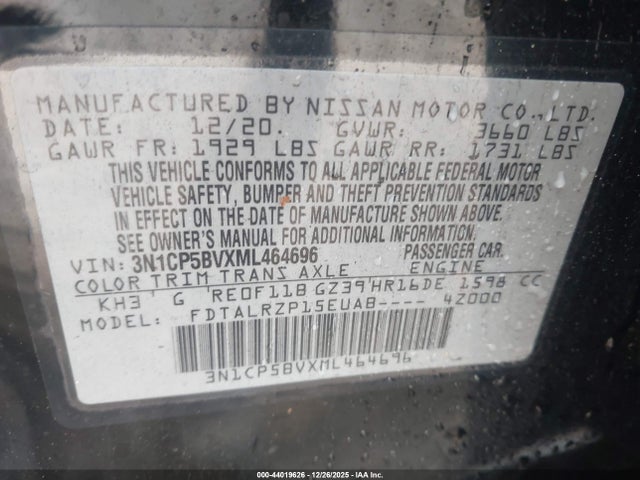 MANUFACTURED BY NISSAN MOTOR CO., LTD.
DATE: 12/20. GVWR: 3660 LBS
GAWR FR: 1929 LBS GAWR RR: 1731 LBS
THIS VEHICLE CONFORMS TO ALL APPLICABLE FEDERAL MOTOR
VEHICLE SAFETY, BUMPER AND THEFT PREVENTION STANDARDS
IN EFFECT ON THE DATE OF MANUFACTURE SHOWN ABOVE.
SEE OWNER'S MANUAL FOR ADDITIONAL INFORMATION.
VIN: 3N1CP5BVXML464696 PASSENGER CAR.
COLOR TRIM TRANS AXLE ENGINE
KH3 G RE0F11B GZ39 HR16DE 1598 CC
MODEL: FDTALRZP15EUAB---- 4Z000
3N1CP5BVXML464696
000-44019626 - 12/26/2025 - IAA Inc.